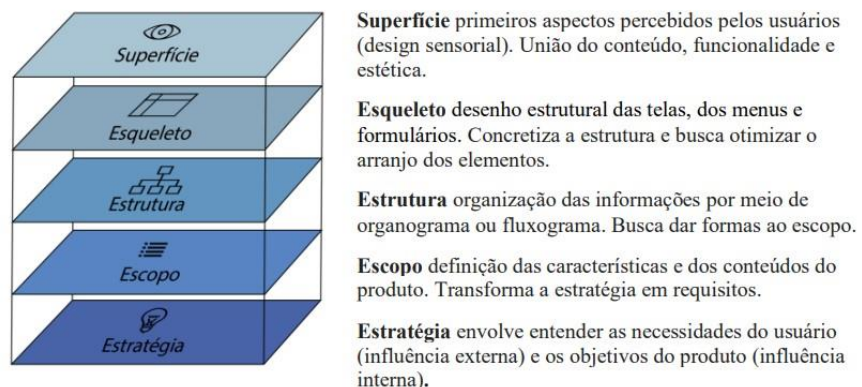 Superfície
Esqueleto
Estrutura
Escopo
Estratégia
Superfície primeiros aspectos percebidos pelos usuários
(design sensorial). União do conteúdo, funcionalidade e
estética.
Esqueleto desenho estrutural das telas, dos menus e
formulários. Concretiza a estrutura e busca otimizar o
arranjo dos elementos.
Estrutura organização das informações por meio de
organograma ou fluxograma. Busca dar formas ao escopo.
Escopo definição das características e dos conteúdos do
produto. Transforma a estratégia em requisitos.
Estratégia envolve entender as necessidades do usuário
(influência externa) e os objetivos do produto (influência
interna).